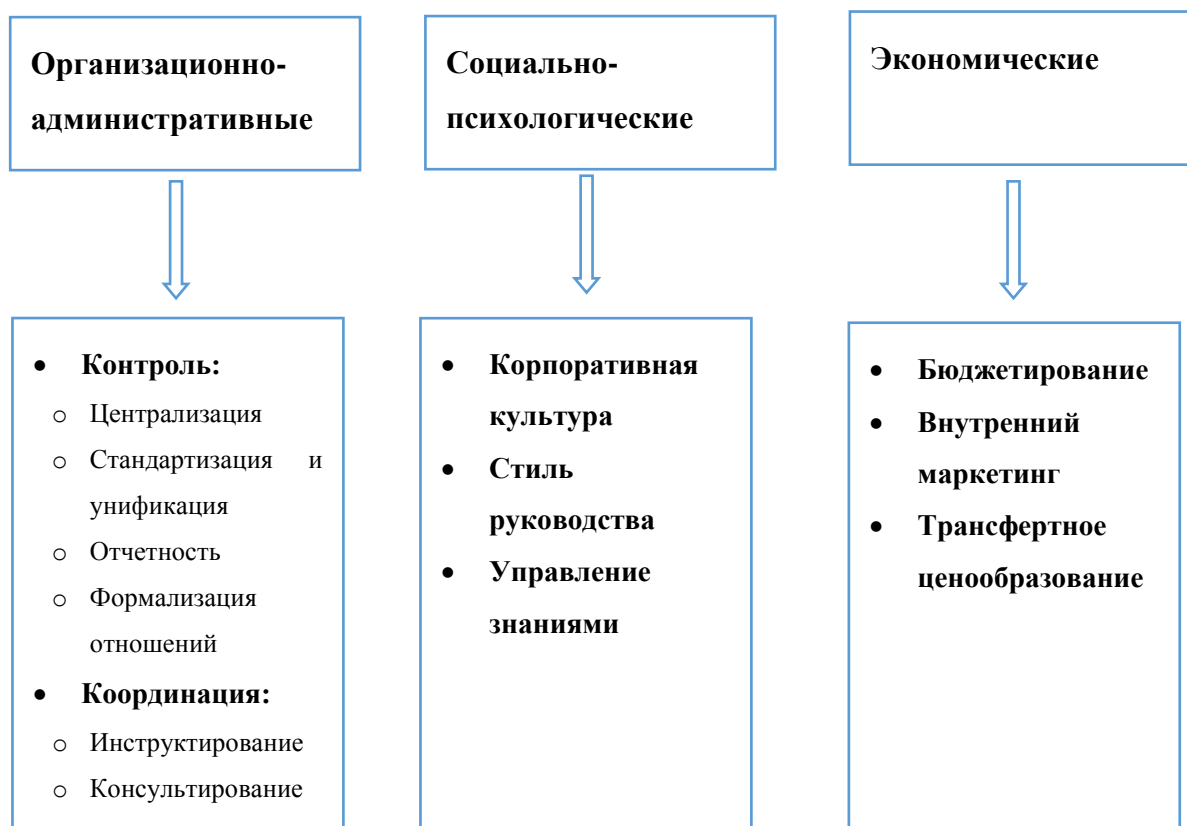 Организационно-
административные
Социально-
психологические
Экономические
Контроль:
Централизация
Стандартизация и
унификация
Отчетность
Формализация
отношений
Координация:
Инструктирование
Консультирование
Корпоративная
культура
Стиль
руководства
Управление
знаниями
Бюджетирование
Внутренний
маркетинг
Трансфертное
ценообразование